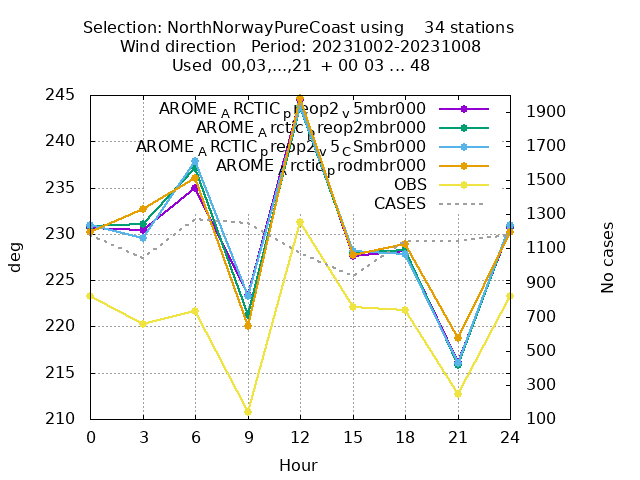 Selection: NorthNorwayPureCoast using 34 stations
Wind direction Period: 20231002-20231008
Used 00,03,...,21 + 00 03 ... 48
AROME_ARCTIC_preop2_v5mbr000
AROME_Arctic_preop2mbr000
AROME_ARCTIC_preop2_v5_CSmbr000
AROME_Arctic_prodmbr000
OBS
CASES
245
240
235
230
225
220
215
210
1900
1700
1500
1300
1100
900
700
500
300
100
deg
No cases
0 3 6 9 12 15 18 21 24
Hour